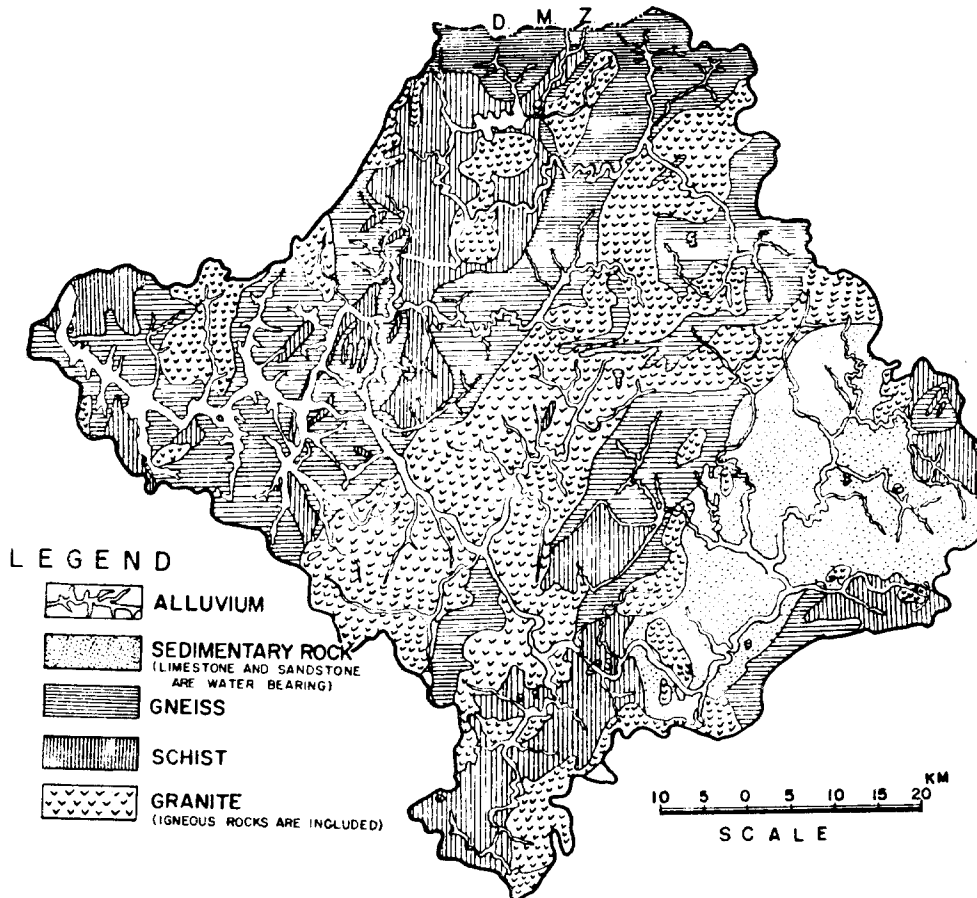 D. M. Z.
LEGEND
ALLUVIUM
SEDIMENTARY ROCK
(LIMESTONE AND SANDSTONE
ARE WATER BEARING)
GNEISS
SCHIST
GRANITE
(IGNEOUS ROCKS ARE INCLUDED)
KM
10 5 0 5 10 15 20
SCALE